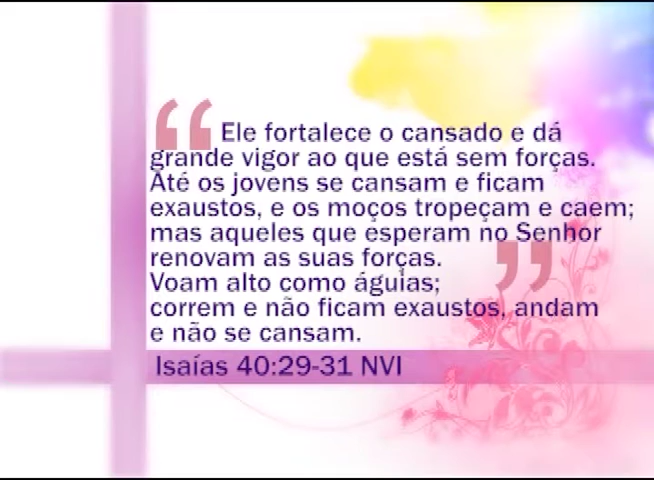 “ Ele fortalece o cansado e dá
grande vigor ao que está sem forças.
Até os jovens se cansam e ficam
exaustos, e os moços tropeçam e caem;
mas aqueles que esperam no Senhor
renovam as suas forças. ”
Voam alto como águias;
correm e não ficam exaustos, andam
e não se cansam.
Isaías 40:29-31 NVI